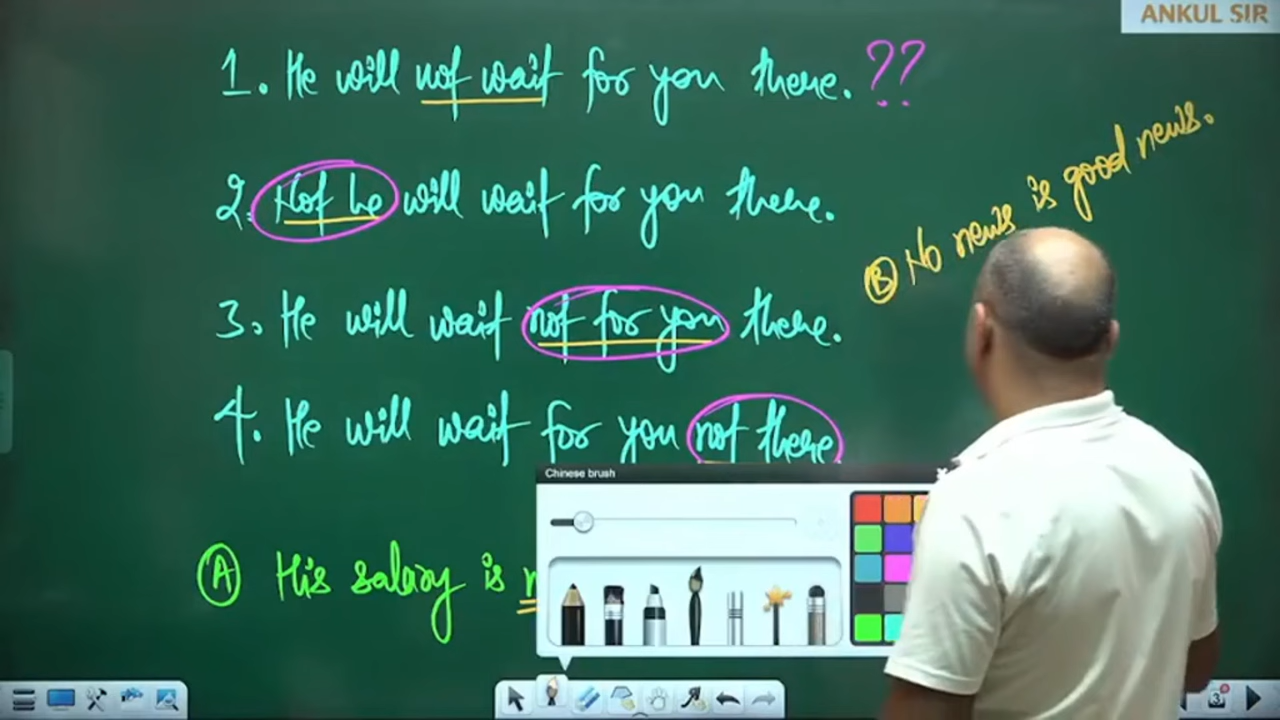 ANKUL SIR
1. He will not wait for you there. ??
2. Not he will wait for you there.
3. He will wait not for you there.
4. He will wait for you not there
Ⓑ No news is good news.
Chinese brush
Ⓐ His salary is
3